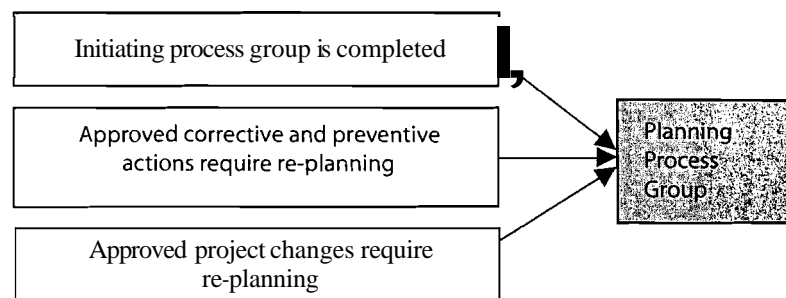 Initiating process group is completed
Approved corrective and preventive
actions require re-planning
Approved project changes require
re-planning
Planning
Process
Group